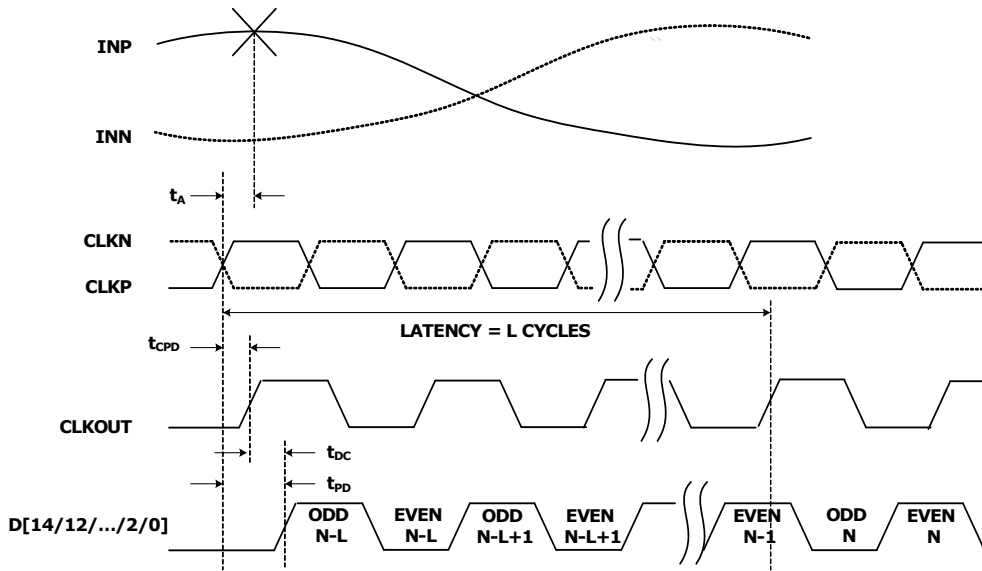 INP
INN
tA
CLKN
CLKP
LATENCY = L CYCLES
tCPD
CLKOUT
tDC
tPD
D[14/12/.../2/0]
ODD
N-L
EVEN
N-L
ODD
N-L+1
EVEN
N-L+1
EVEN
N-1
ODD
N
EVEN
N